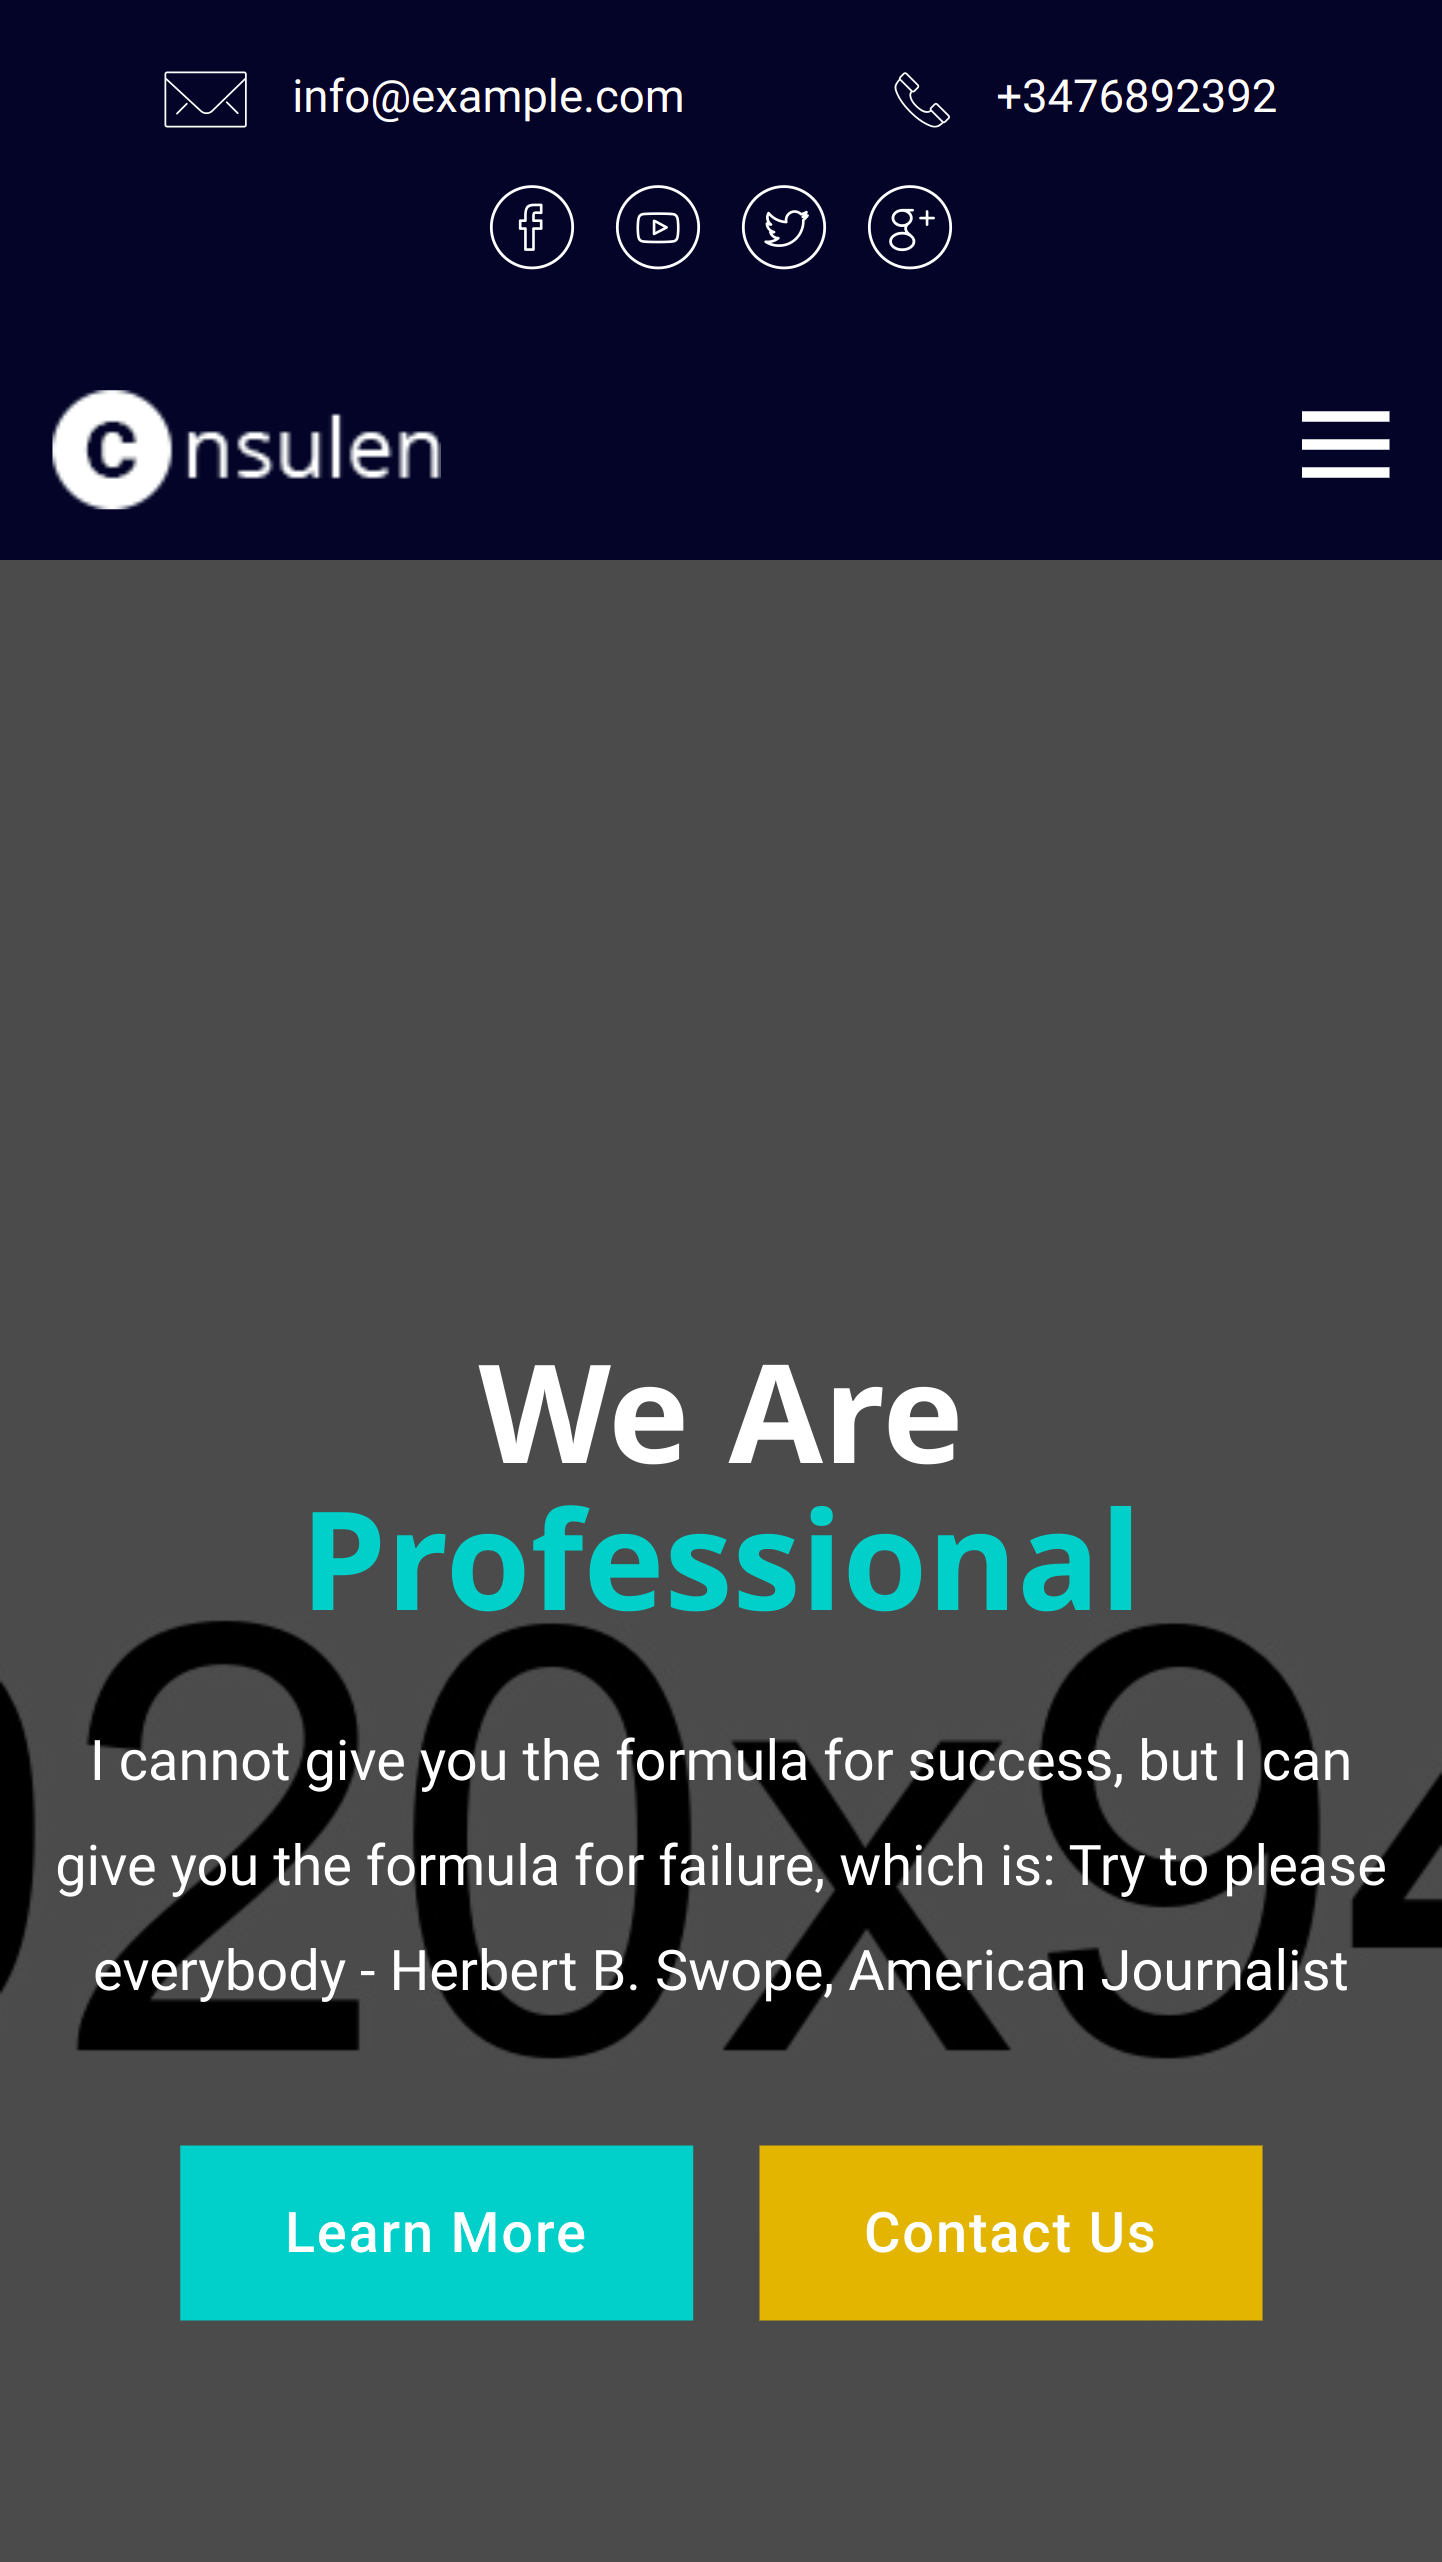 info@example.com +3476892392
C nsulen
We Are
Professional
920x94
I cannot give you the formula for success, but I can
give you the formula for failure, which is: Try to please
everybody - Herbert B. Swope, American Journalist
Learn More Contact Us